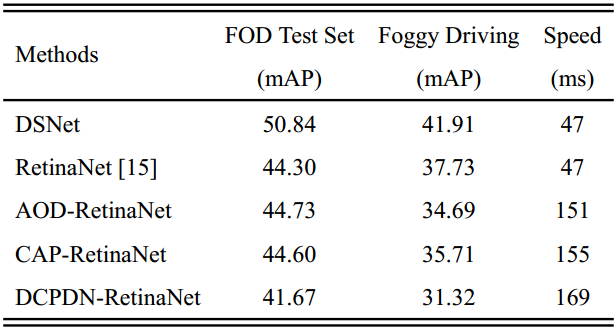 Methods FOD Test Set (mAP) Foggy Driving (mAP) Speed (ms)
DSNet 50.84 41.91 47
RetinaNet [15] 44.30 37.73 47
AOD-RetinaNet 44.73 34.69 151
CAP-RetinaNet 44.60 35.71 155
DCPDN-RetinaNet 41.67 31.32 169